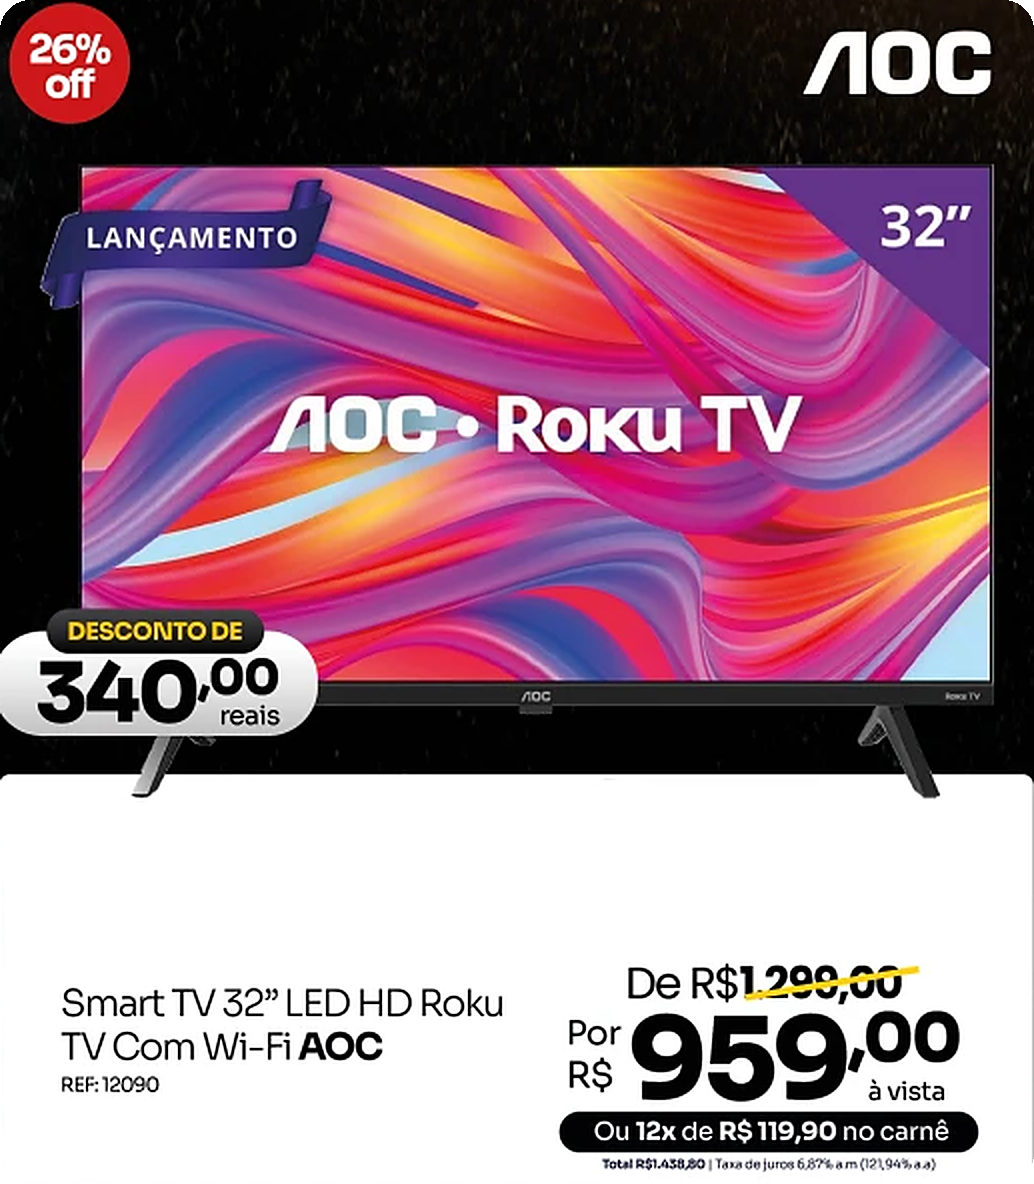 26%
off
AOC
LANÇAMENTO
32”
AOC • Roku TV
DESCONTO DE
340,00
reais
AOC
Roku TV
Smart TV 32” LED HD Roku
TV Com Wi-Fi AOC
REF: 12090
De R$1.299,00
Por
R$ 959,00
à vista
Ou 12x de R$ 119,90 no carnê
Total R$1.438,80 | Taxa de juros 6,87% a.m (121,94% a.a)